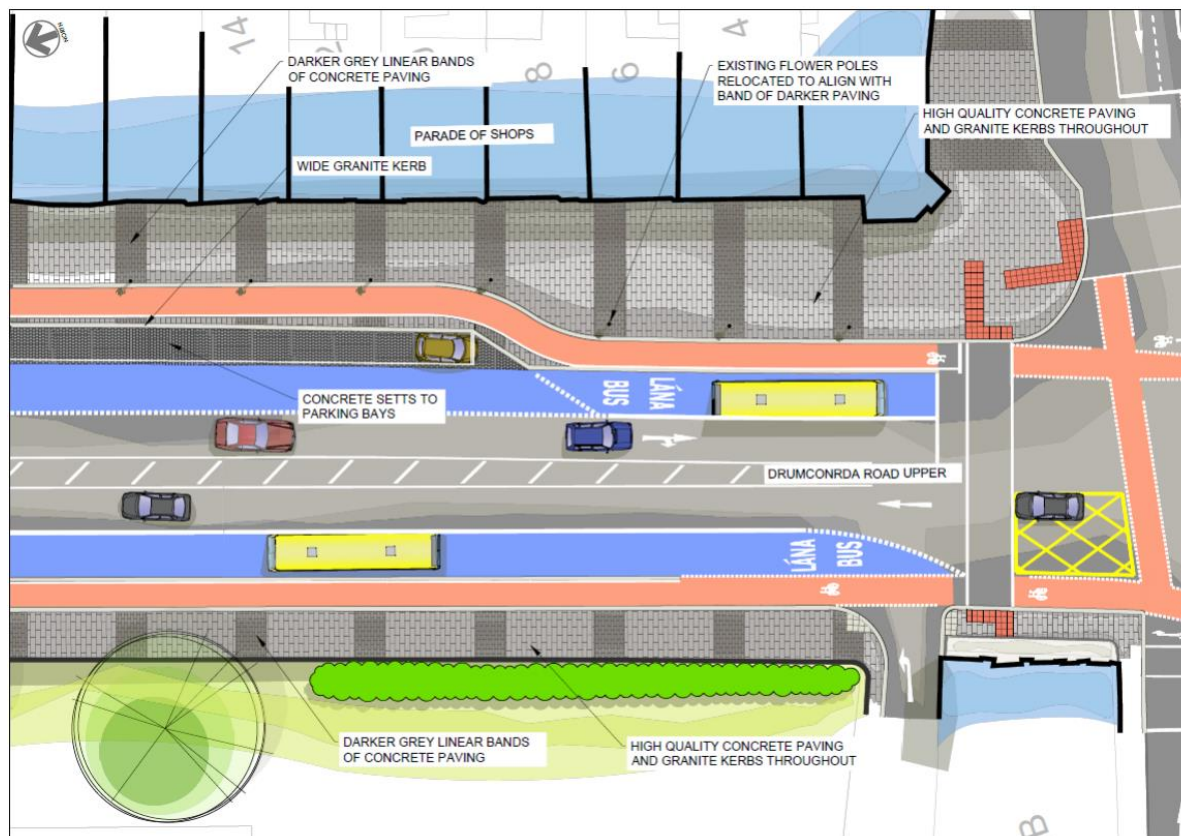 NORTH
14
8
6
4
DARKER GREY LINEAR BANDS
OF CONCRETE PAVING
EXISTING FLOWER POLES
RELOCATED TO ALIGN WITH
BAND OF DARKER PAVING
HIGH QUALITY CONCRETE PAVING
AND GRANITE KERBS THROUGHOUT
PARADE OF SHOPS
WIDE GRANITE KERB
CONCRETE SETTS TO
PARKING BAYS
LÁNA
BUS
DRUMCONRDA ROAD UPPER
LÁNA
BUS
DARKER GREY LINEAR BANDS
OF CONCRETE PAVING
HIGH QUALITY CONCRETE PAVING
AND GRANITE KERBS THROUGHOUT